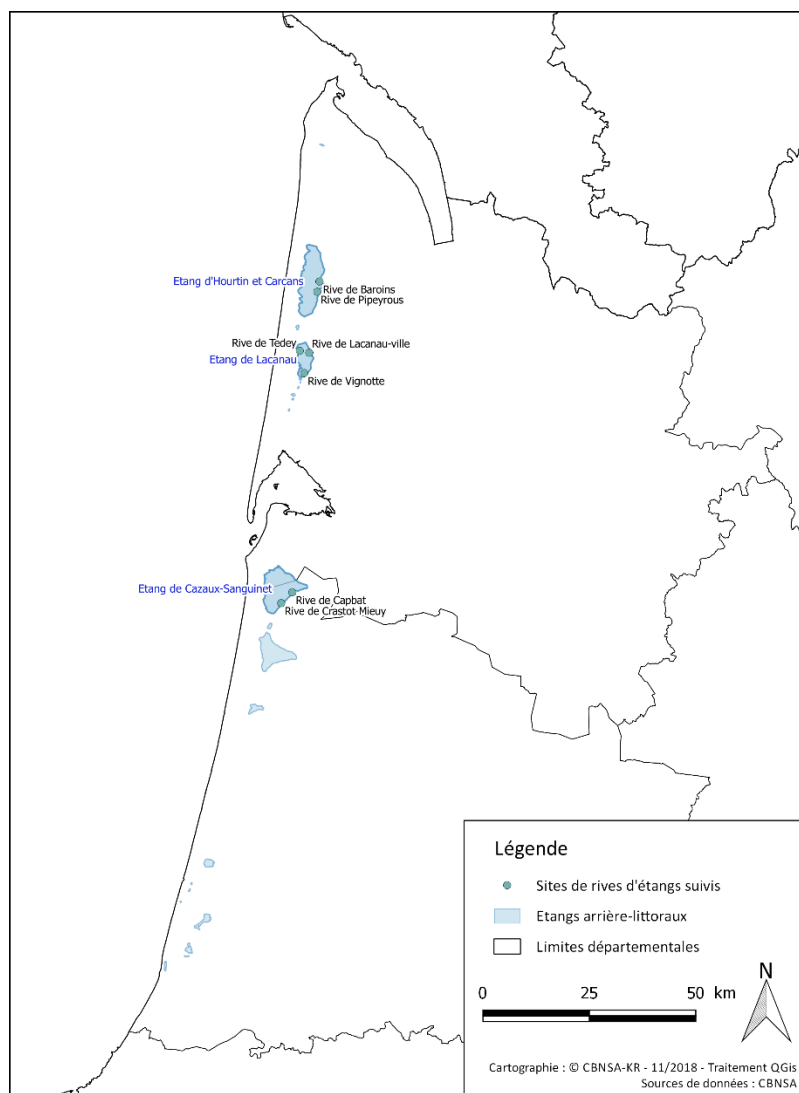 Etang d'Hourtin et Carcans
Rive de Baroins
Rive de Pipeyrous
Rive de Tedey
Rive de Lacanau-ville
Etang de Lacanau
Rive de Vignotte
Etang de Cazaux-Sanguinet
Rive de Capbat
Rive de Crastot Mieuy
Légende
Sites de rives d'étangs suivis
Etangs arrière-littoraux
Limites départementales
N
0 25 50 km
Cartographie : © CBNSA-KR - 11/2018 - Traitement QGis
Sources de données : CBNSA